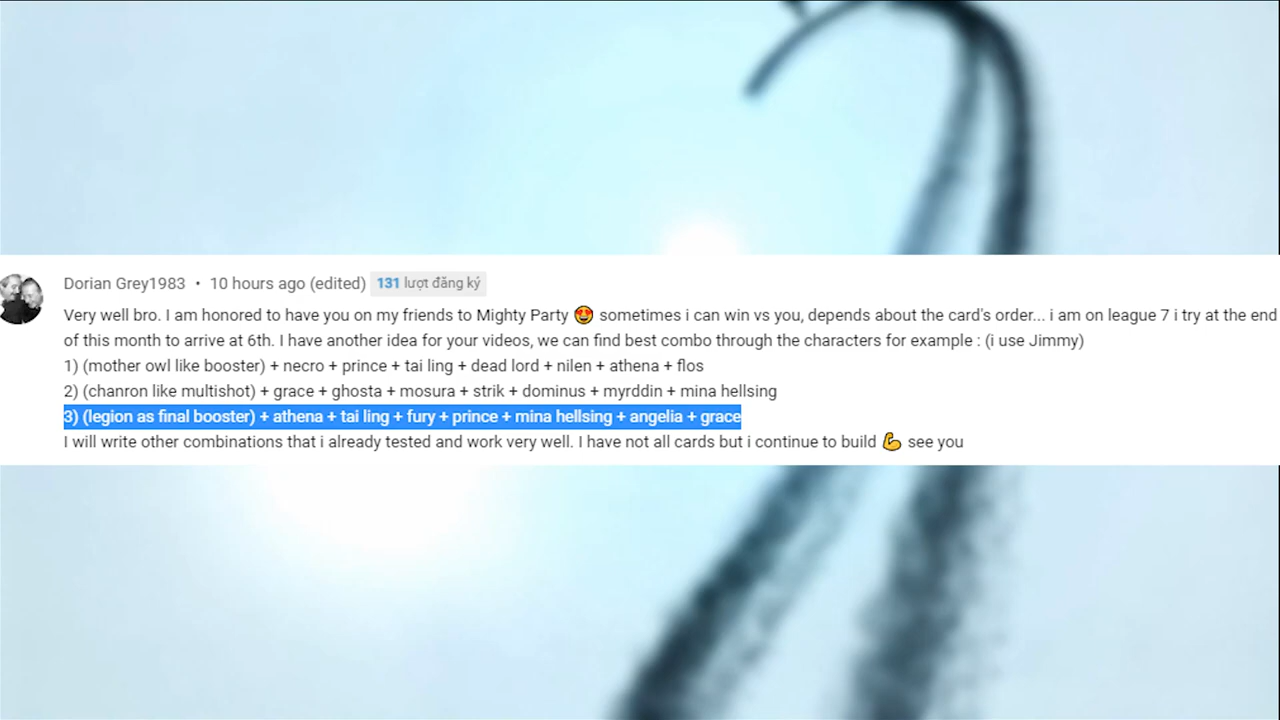 Dorian Grey1983 • 10 hours ago (edited) 131 lượt đăng ký
Very well bro. I am honored to have you on my friends to Mighty Party 😍 sometimes i can win vs you, depends about the card's order... i am on league 7 i try at the end
of this month to arrive at 6th. I have another idea for your videos, we can find best combo through the characters for example : (i use Jimmy)
1) (mother owl like booster) + necro + prince + tai ling + dead lord + nilen + athena + flos
2) (chanron like multishot) + grace + ghosta + mosura + strik + dominus + myrddin + mina hellsing
3) (legion as final booster) + athena + tai ling + fury + prince + mina hellsing + angelia + grace
I will write other combinations that i already tested and work very well. I have not all cards but i continue to build 💪 see you